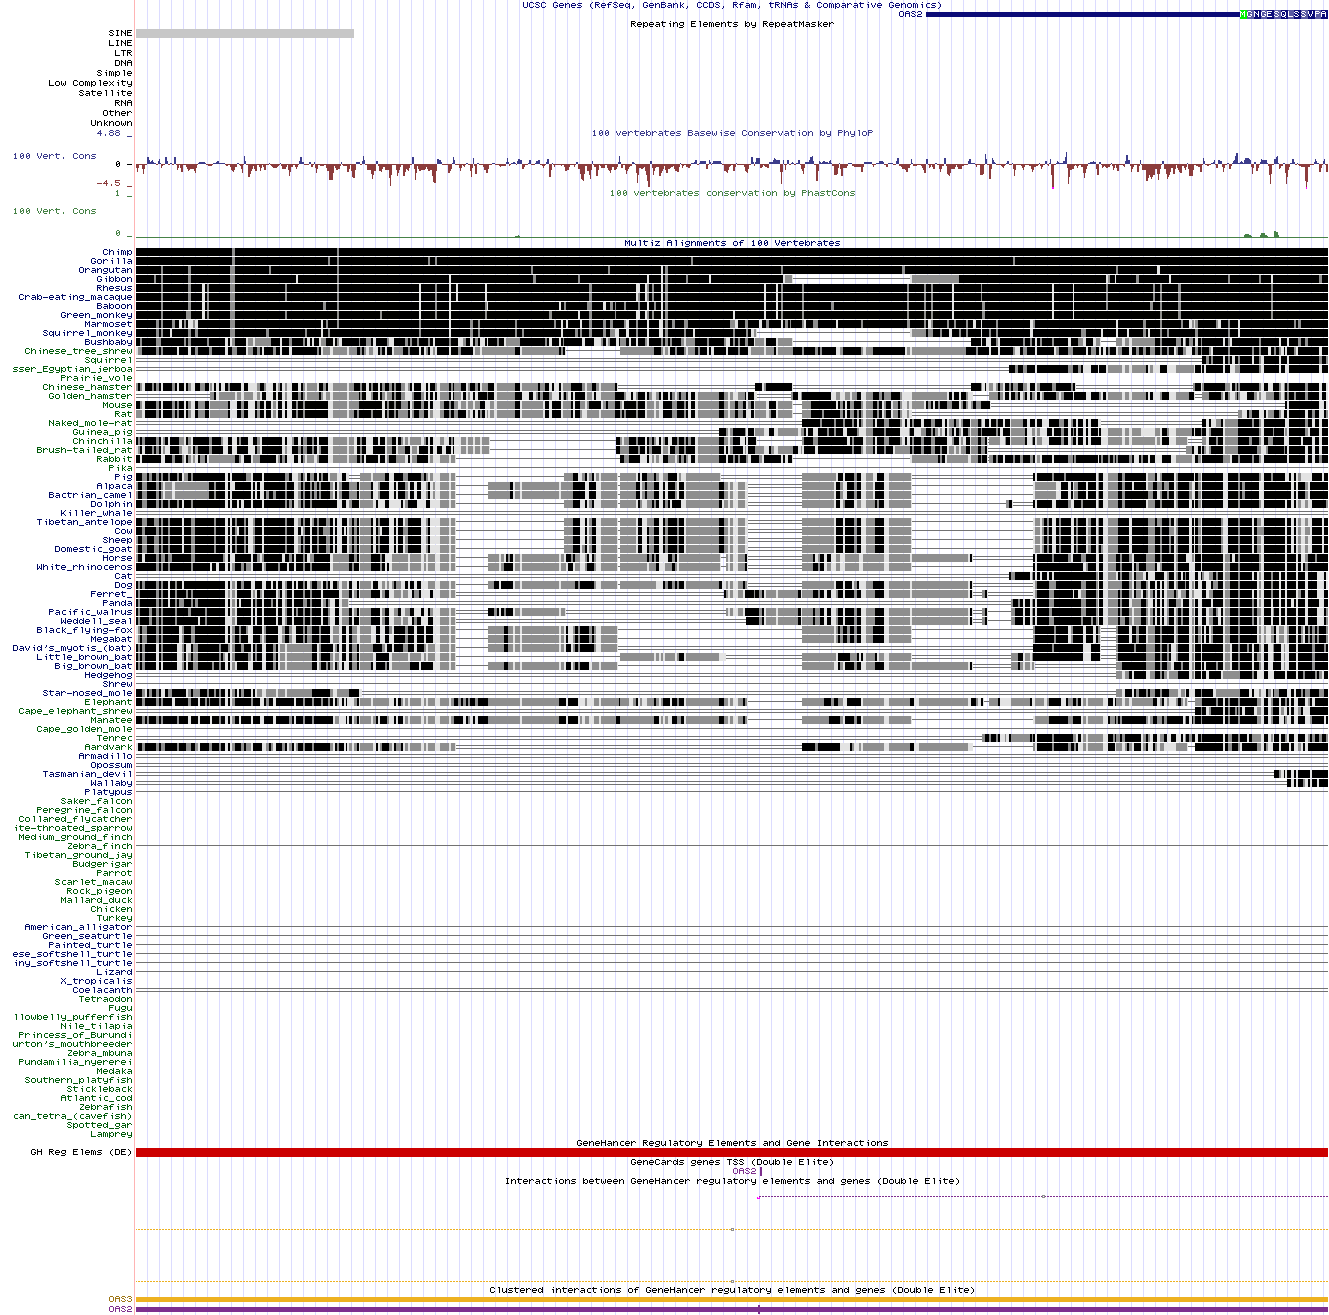 UCSC Genes (RefSeq, GenBank, CCDS, Rfam, tRNAs & Comparative Genomics)
OAS2 MGNGESQLSSVPA
Repeating Elements by RepeatMasker
SINE
LINE
LTR
DNA
Simple
Low Complexity
Satellite
RNA
Other
Unknown
4.88 _
100 vertebrates Basewise Conservation by PhyloP
100 Vert. Cons
0 _
-4.5 _
100 vertebrates conservation by PhastCons
1 _
100 Vert. Cons
0 _
Multiz Alignments of 100 Vertebrates
Chimp
Gorilla
Orangutan
Gibbon
Rhesus
Crab-eating_macaque
Baboon
Green_monkey
Marmoset
Squirrel_monkey
Bushbaby
Chinese_tree_shrew
Squirrel
sser_Egyptian_jerboa
Prairie_vole
Chinese_hamster
Golden_hamster
Mouse
Rat
Naked_mole-rat
Guinea_pig
Chinchilla
Brush-tailed_rat
Rabbit
Pika
Pig
Alpaca
Bactrian_camel
Dolphin
Killer_whale
Tibetan_antelope
Cow
Sheep
Domestic_goat
Horse
White_rhinoceros
Cat
Dog
Ferret_
Panda
Pacific_walrus
Weddell_seal
Black_flying-fox
Megabat
David's_myotis_(bat)
Little_brown_bat
Big_brown_bat
Hedgehog
Shrew
Star-nosed_mole
Elephant
Cape_elephant_shrew
Manatee
Cape_golden_mole
Tenrec
Aardvark
Armadillo
Opossum
Tasmanian_devil
Wallaby
Platypus
Saker_falcon
Peregrine_falcon
Collared_flycatcher
ite-throated_sparrow
Medium_ground_finch
Zebra_finch
Tibetan_ground_jay
Budgerigar
Parrot
Scarlet_macaw
Rock_pigeon
Mallard_duck
Chicken
Turkey
American_alligator
Green_seaturtle
Painted_turtle
ese_softshell_turtle
iny_softshell_turtle
Lizard
X_tropicalis
Coelacanth
Tetraodon
Fugu
llowbelly_pufferfish
Nile_tilapia
Princess_of_Burundi
urton's_mouthbreeder
Zebra_mbuna
Pundamilia_nyererei
Medaka
Southern_platyfish
Stickleback
Atlantic_cod
Zebrafish
can_tetra_(cavefish)
Spotted_gar
Lamprey
GeneHancer Regulatory Elements and Gene Interactions
GH Reg Elems (DE)
GeneCards genes TSS (Double Elite)
OAS2
Interactions between GeneHancer regulatory elements and genes (Double Elite)
Clustered interactions of GeneHancer regulatory elements and genes (Double Elite)
OAS3
OAS2